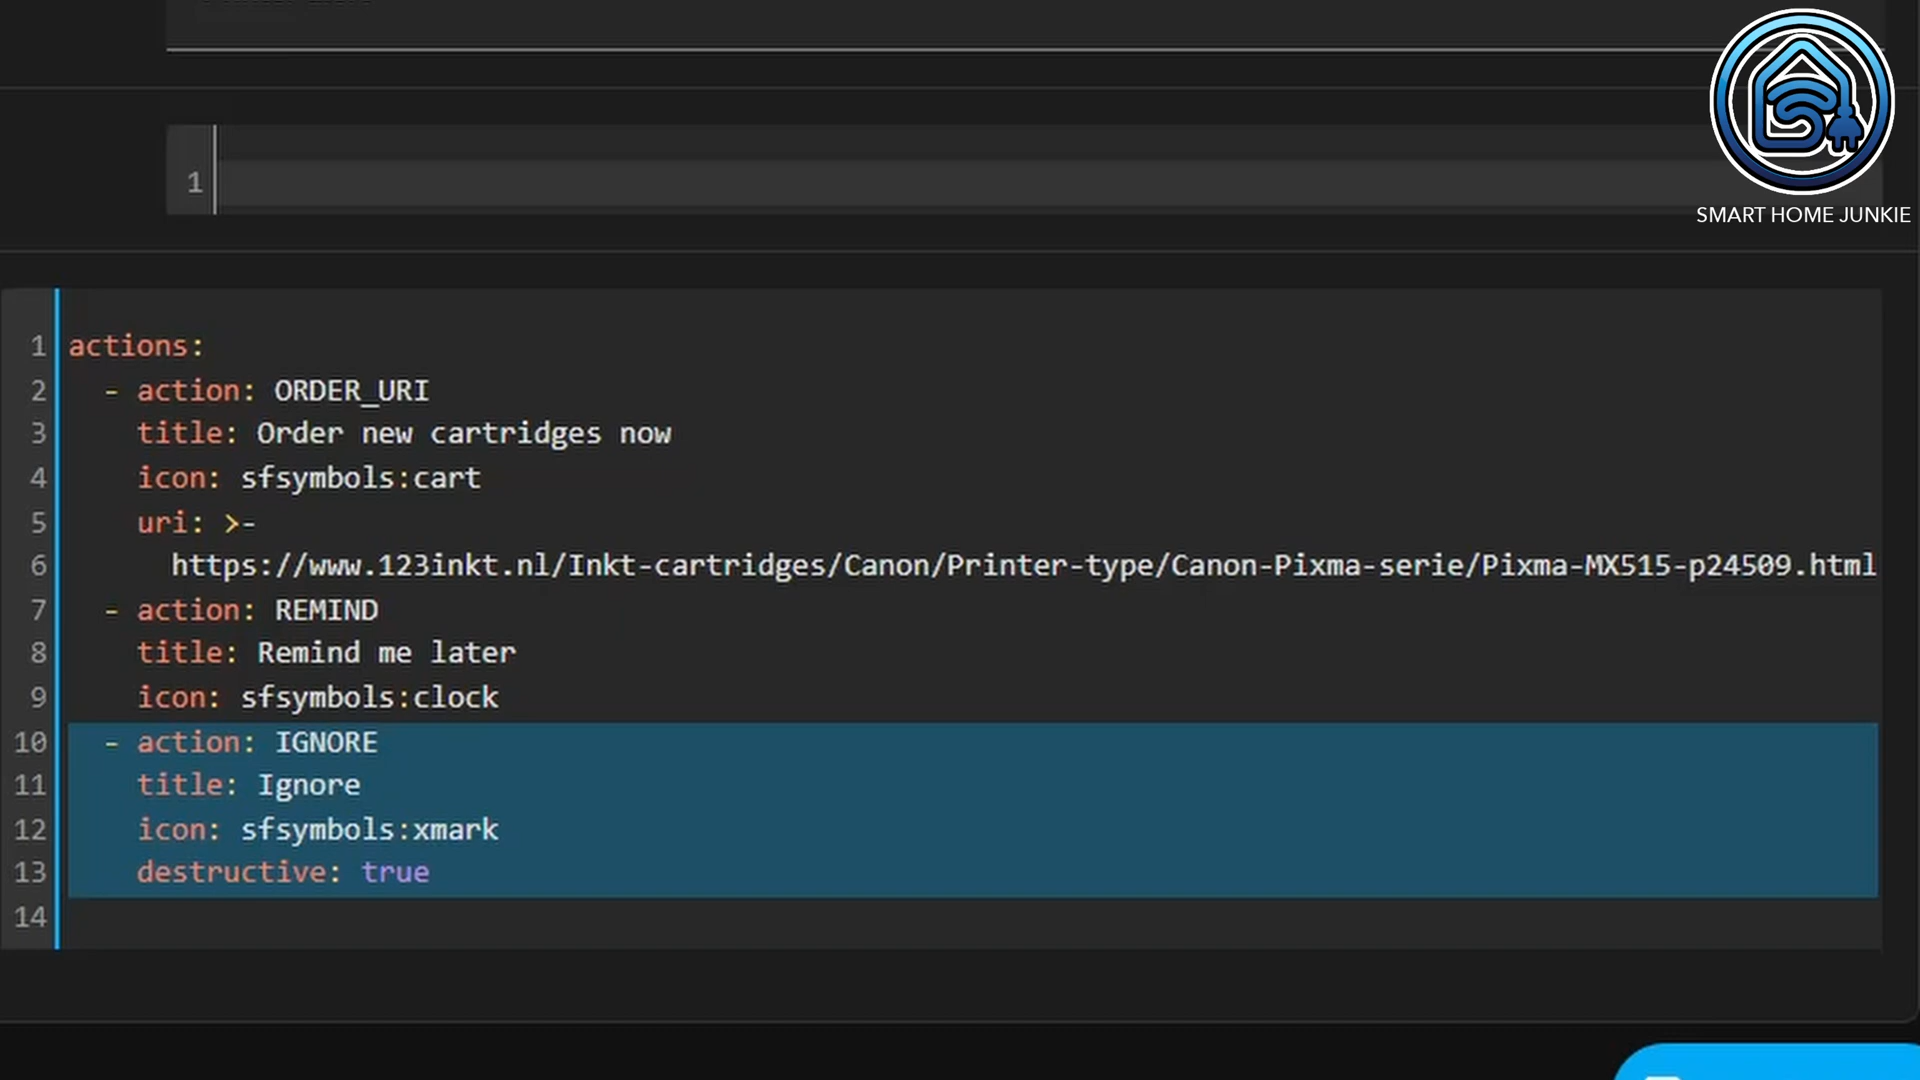 SMART HOME JUNKIE
1
1 actions:
2 - action: ORDER_URI
3 title: Order new cartridges now
4 icon: sfsymbols:cart
5 uri: >-
6 https://www.123inkt.nl/Inkt-cartridges/Canon/Printer-type/Canon-Pixma-serie/Pixma-MX515-p24509.html
7 - action: REMIND
8 title: Remind me later
9 icon: sfsymbols:clock
10 - action: IGNORE
11 title: Ignore
12 icon: sfsymbols:xmark
13 destructive: true
14